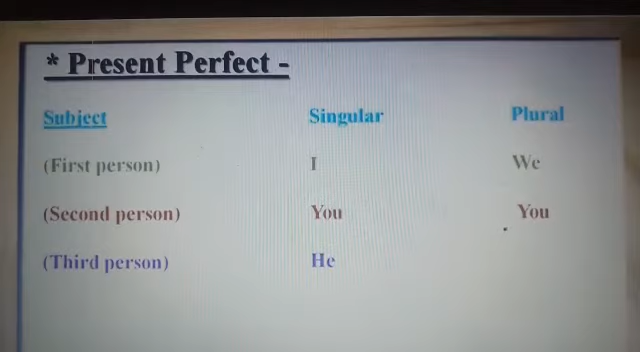 * Present Perfect -
Subject Singular Plural
(First person) I We
(Second person) You You
(Third person) He